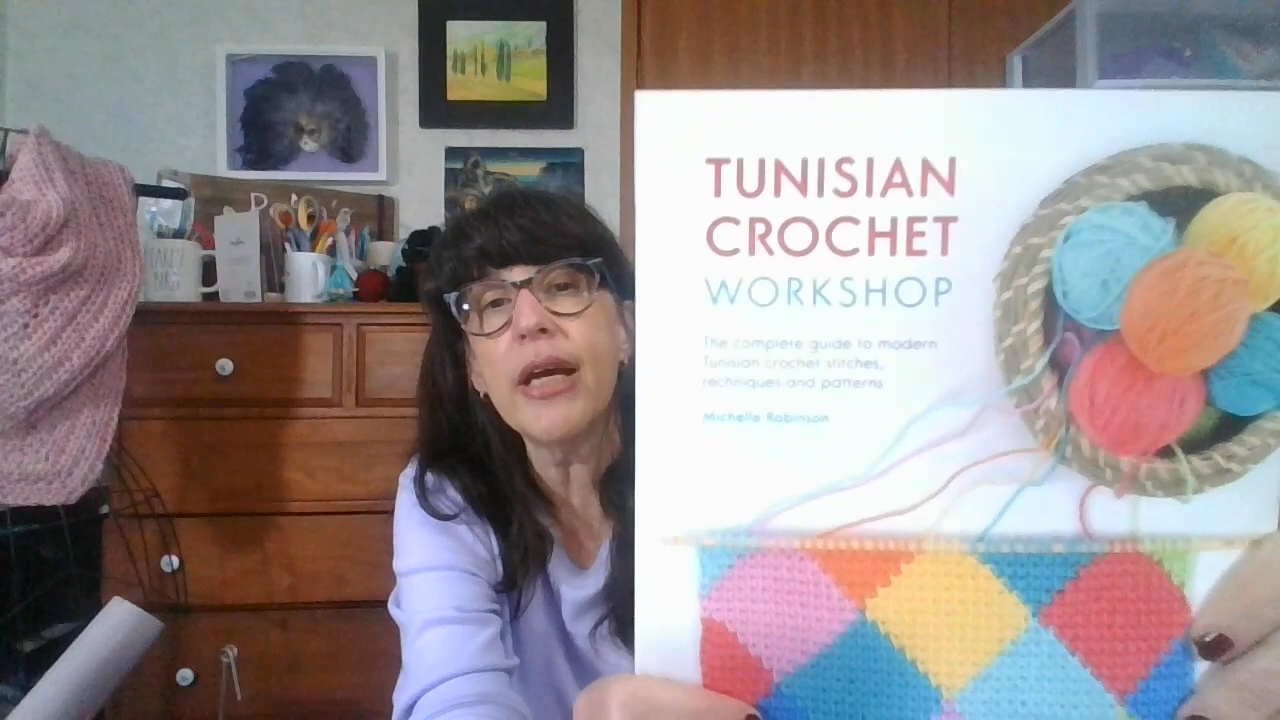 TUNISIAN
CROCHET
WORKSHOP
The complete guide to modern
Tunisian crochet stitches,
techniques and patterns
Michelle Robinson